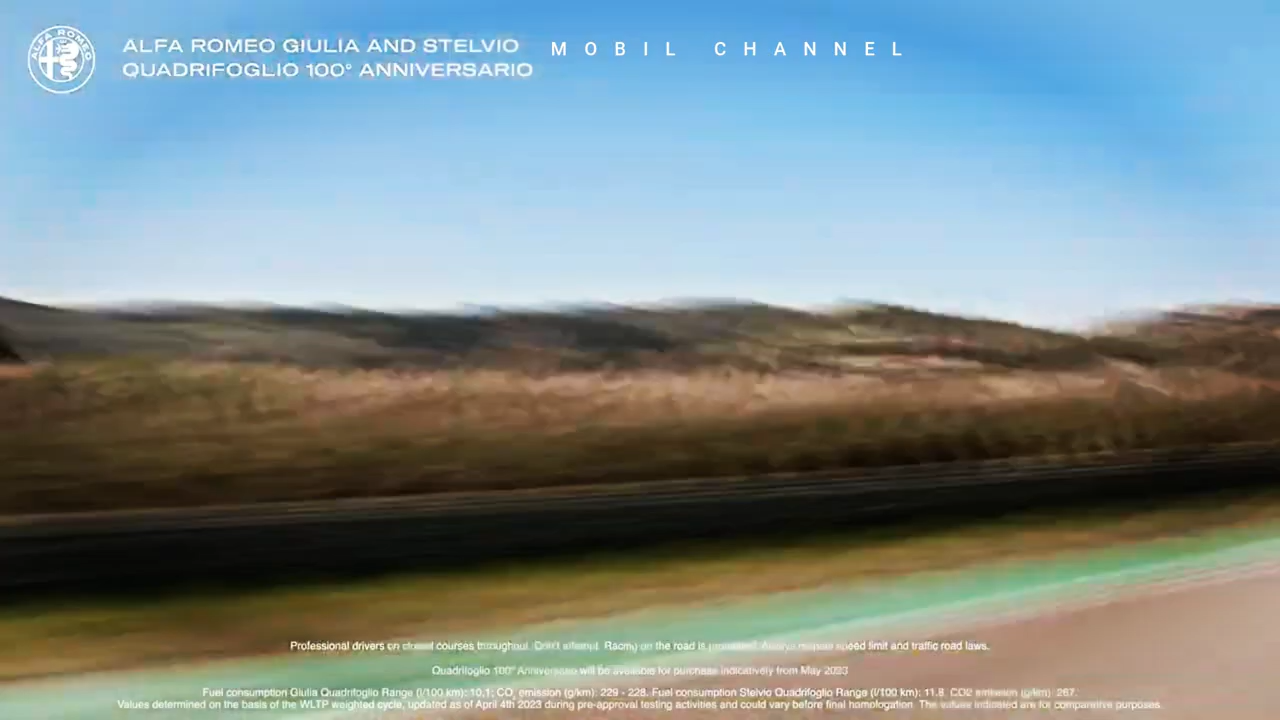 ALFA ROMEO
ALFA ROMEO GIULIA AND STELVIO
QUADRIFOGLIO 100° ANNIVERSARIO
MOBIL CHANNEL
Professional drivers on closed courses throughout. Don't attempt. Racing on the road is speed limit and traffic road laws.
Quadrifoglio 100° Anniversario will be available for purchase indicatively from May 2023
Fuel consumption Giulia Quadrifoglio Range (l/100 km): 10,1; CO2 emission (g/km): 229 - 228. Fuel consumption Stelvio Quadrifoglio Range (l/100 km); 11.8. CO2 emission (g/km): 267.
Values determined on the basis of the WLTP weighted cycle, updated as of April 4th 2023 during pre-approval testing activities and could vary before final homologation. The values indicated are for comparative purposes.